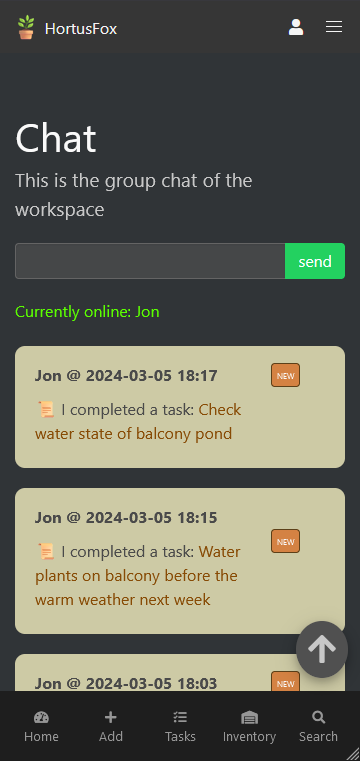 HortusFox
Chat
This is the group chat of the
workspace
send
Currently online: Jon
Jon @ 2024-03-05 18:17
NEW
I completed a task: Check
water state of balcony pond
Jon @ 2024-03-05 18:15
NEW
I completed a task: Water
plants on balcony before the
warm weather next week
Jon @ 2024-03-05 18:03
NEW
Home
Add
Tasks
Inventory
Search